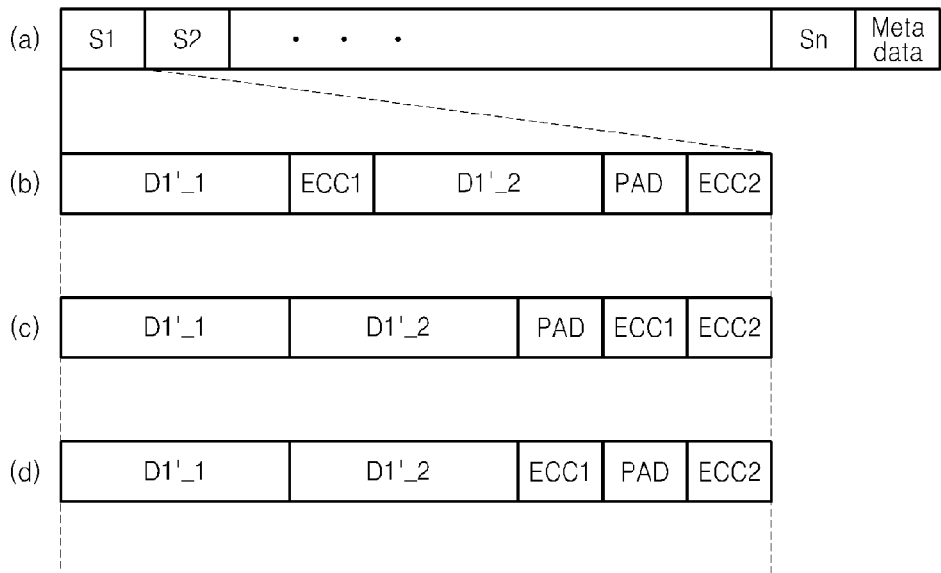 (a) S1 S2 · · · Sn Meta data
(b) D1'_1 ECC1 D1'_2 PAD ECC2
(c) D1'_1 D1'_2 PAD ECC1 ECC2
(d) D1'_1 D1'_2 ECC1 PAD ECC2